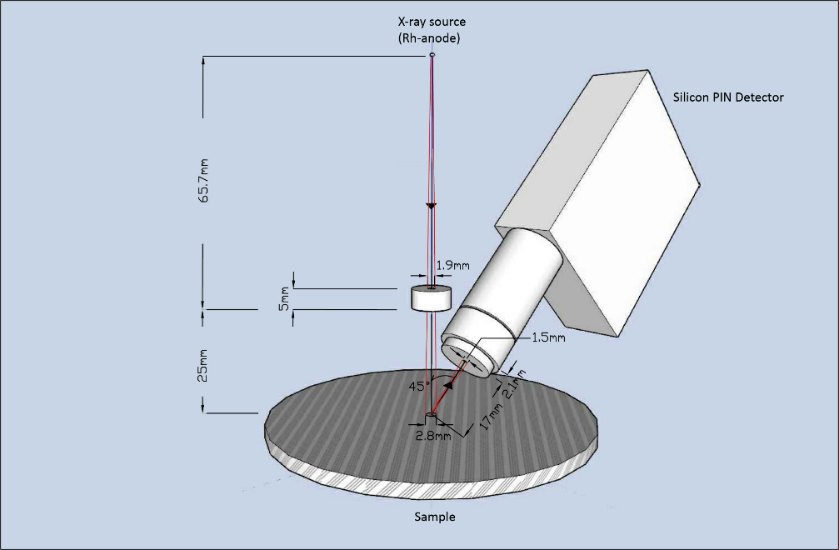 X-ray source
(Rh-anode)
Silicon PIN Detector
65.7mm
1.9mm
5mm
1.5mm
25mm
45°
2.1mm
17mm
2.8mm
Sample